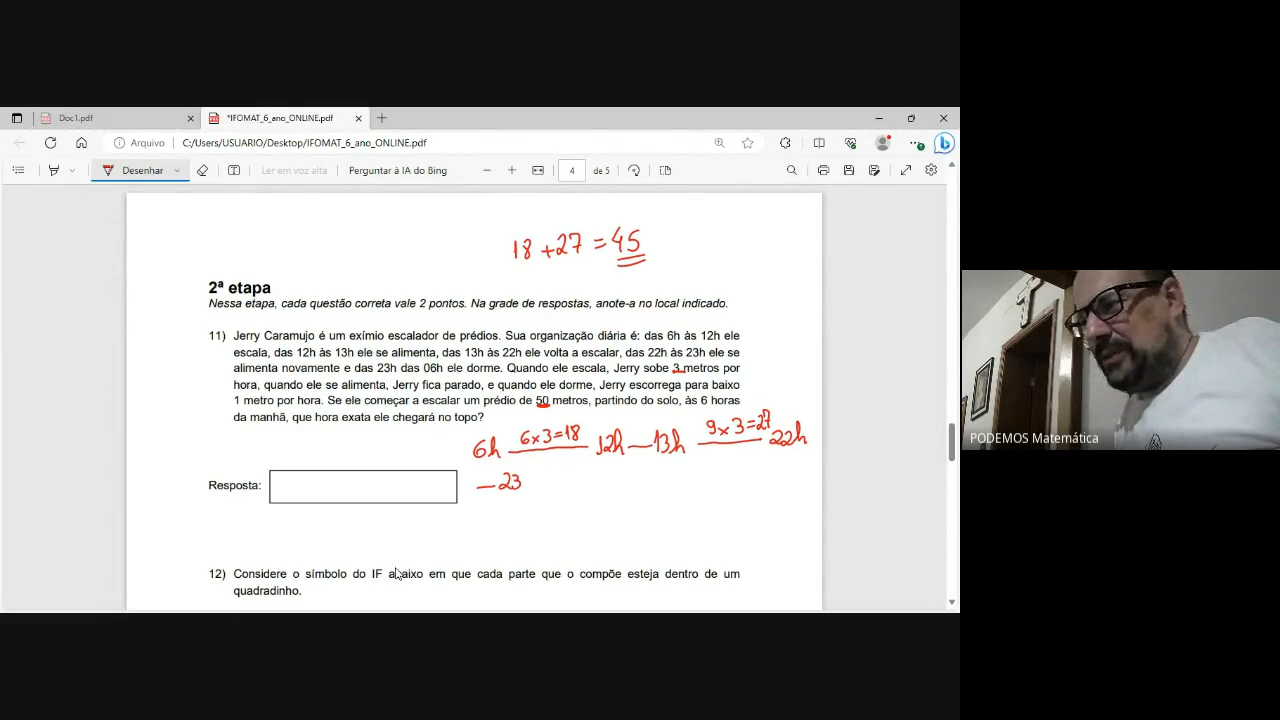 Doc1.pdf
*IFOMAT_6_ano_ONLINE.pdf
Arquivo C:/Users/USUARIO/Desktop/IFOMAT_6_ano_ONLINE.pdf
Desenhar Ler em voz alta Perguntar à IA do Bing 4 de 5
18 + 27 = 45
2ª etapa
Nessa etapa, cada questão correta vale 2 pontos. Na grade de respostas, anote-a no local indicado.
11) Jerry Caramujo é um exímio escalador de prédios. Sua organização diária é: das 6h às 12h ele
escala, das 12h às 13h ele se alimenta, das 13h às 22h ele volta a escalar, das 22h às 23h ele se
alimenta novamente e das 23h das 06h ele dorme. Quando ele escala, Jerry sobe 3 metros por
hora, quando ele se alimenta, Jerry fica parado, e quando ele dorme, Jerry escorrega para baixo
1 metro por hora. Se ele começar a escalar um prédio de 50 metros, partindo do solo, às 6 horas
da manhã, que hora exata ele chegará no topo?
6x3=18 9x3=27
6h 12h — 13h 22h
— 23
Resposta:
12) Considere o símbolo do IF abaixo em que cada parte que o compõe esteja dentro de um
quadradinho.
PODEMOS Matemática